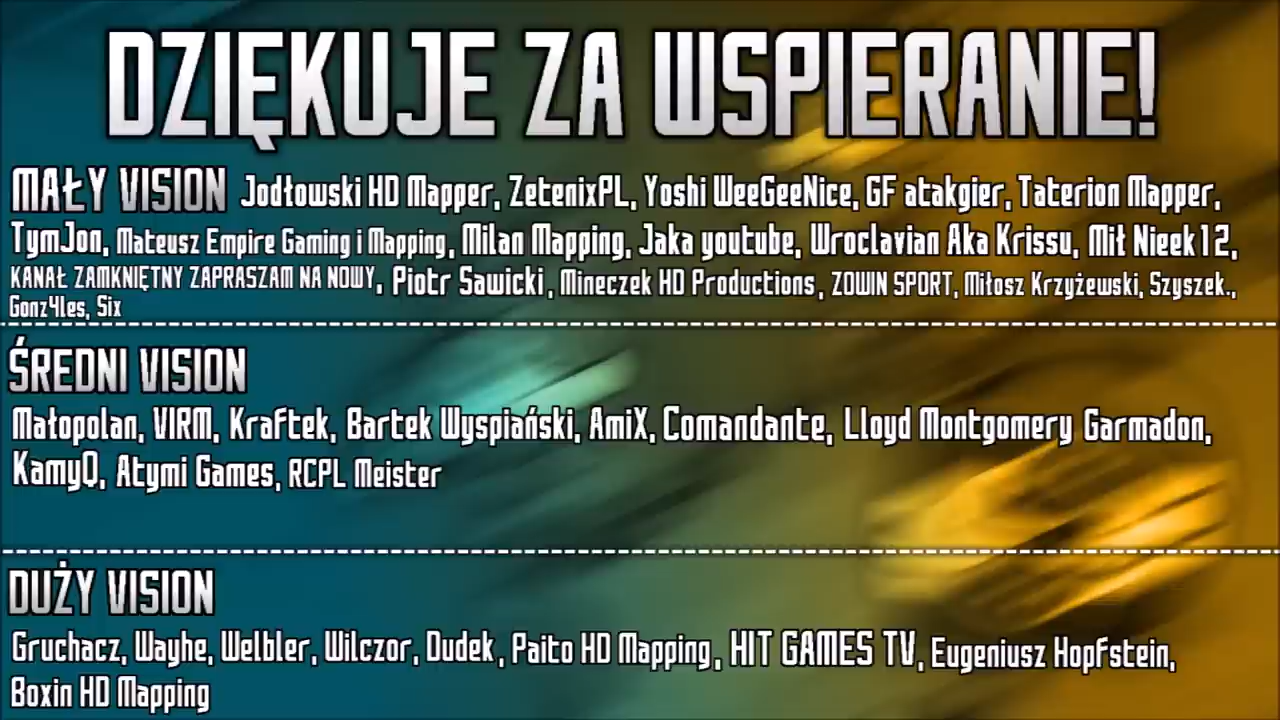 DZIĘKUJE ZA WSPIERANIE!
MAŁY VISION Jodłowski HD Mapper, ZetenixPL, Yoshi WeeGeeNice, GF atakgier, Taterion Mapper,
TymJon, Mateusz Empire Gaming i Mapping, Milan Mapping, Jaka youtube, Wroclavian Aka Krissu, Mił Nieek12,
KANAŁ ZAMKNIĘTNY ZAPRASZAM NA NOWY, Piotr Sawicki, Mineczek HD Productions, ZOWIN SPORT, Miłosz Krzyżewski, Szyszek.,
Gonz4les, Six
ŚREDNI VISION
Małopolan, VIRM, Kraftek, Bartek Wyspiański, AmiX, Comandante, Lloyd Montgomery Garmadon,
KamyQ, Atymi Games, RCPL Meister
DUŻY VISION
Gruchacz, Wayhe, Welbler, Wilczor, Dudek, Paito HD Mapping, HIT GAMES TV, Eugeniusz Hopfstein,
Boxin HD Mapping